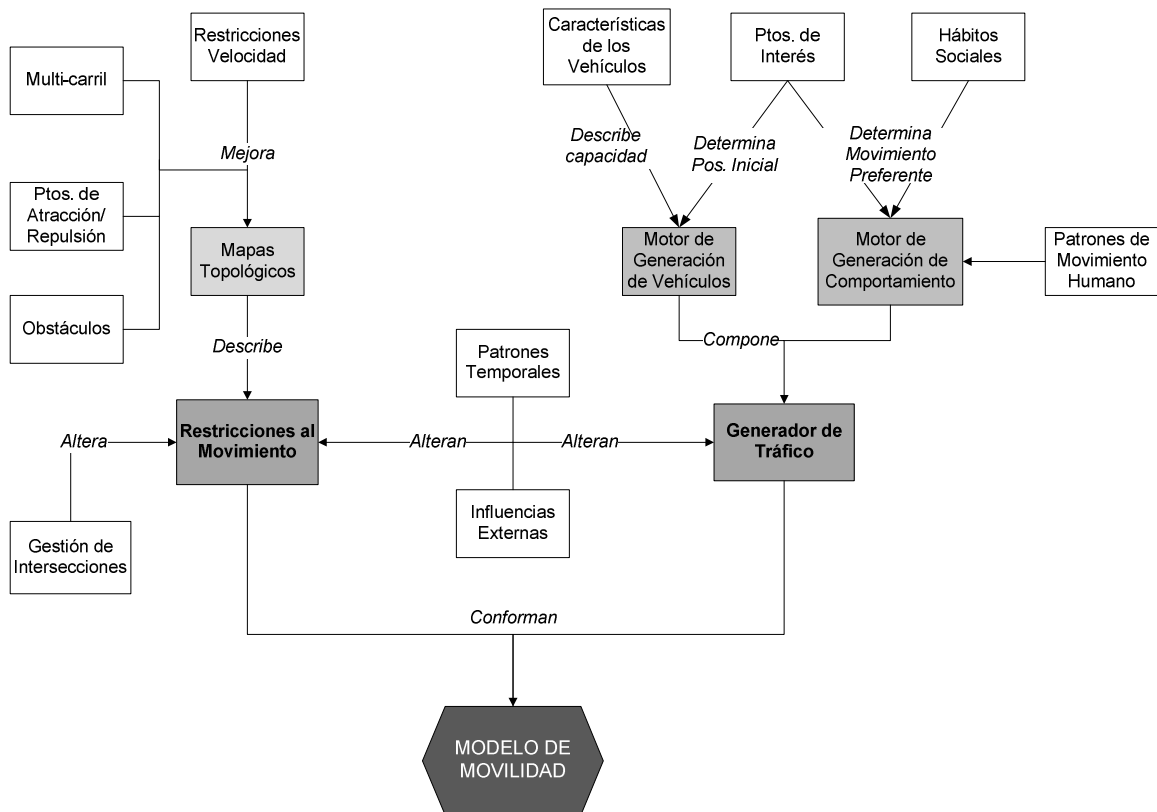 Restricciones
Velocidad
Características
de los
Vehículos
Ptos. de
Interés
Hábitos
Sociales
Multi-carril
Mejora
Describe
capacidad
Determina
Pos. Inicial
Determina
Movimiento
Preferente
Ptos. de
Atracción/
Repulsión
Mapas
Topológicos
Motor de
Generación
de Vehículos
Motor de
Generación de
Comportamiento
Patrones de
Movimiento
Humano
Obstáculos
Describe
Patrones
Temporales
Compone
Altera
Restricciones al
Movimiento
Alteran
Alteran
Generador de
Tráfico
Gestión de
Intersecciones
Influencias
Externas
Conforman
MODELO DE
MOVILIDAD